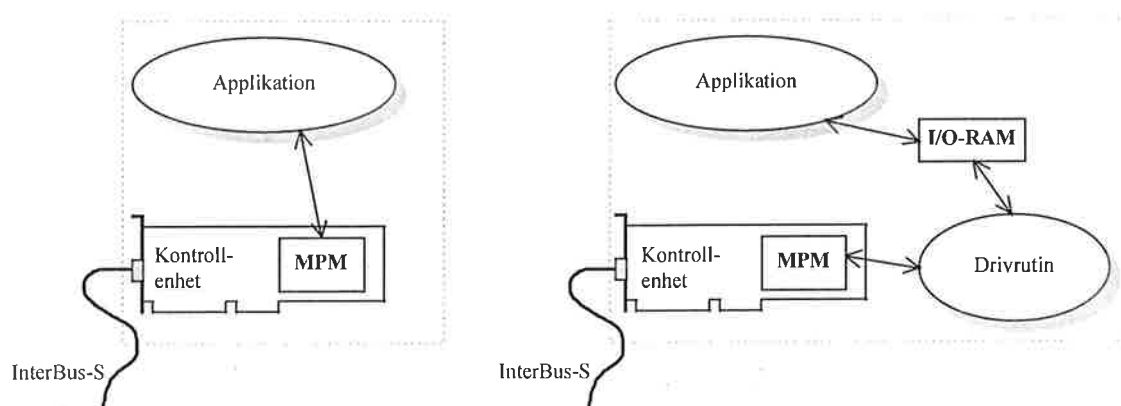 Applikation
Kontroll-
enhet
MPM
InterBus-S
Applikation
I/O-RAM
Kontroll-
enhet
MPM
Drivrutin
InterBus-S